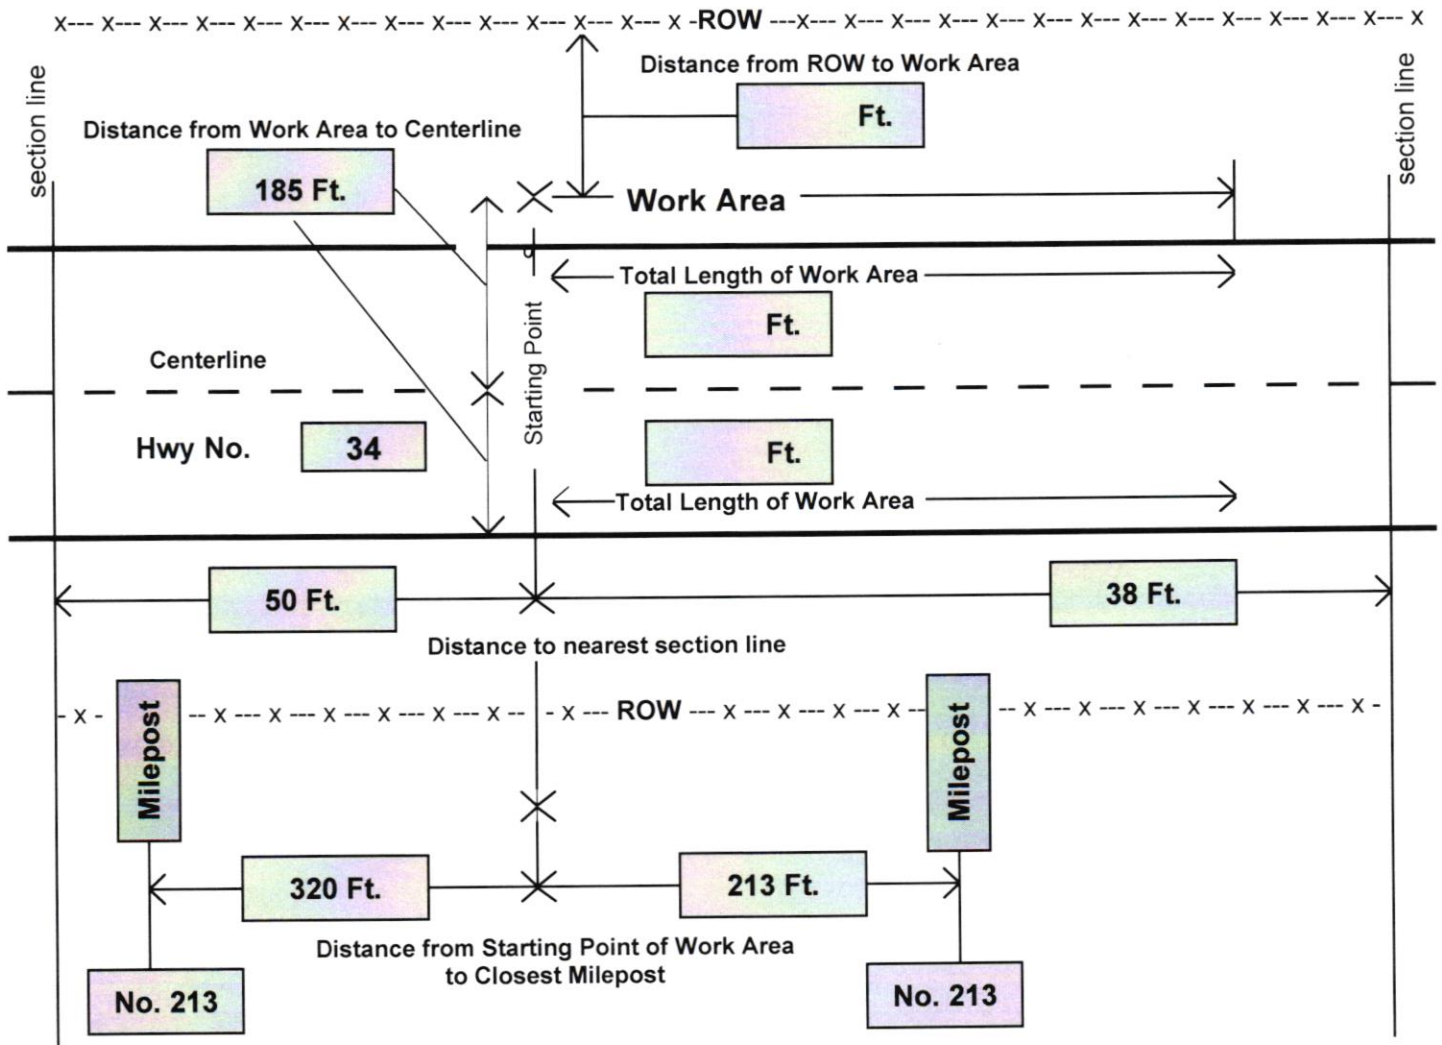 X--- X--- X--- X--- X--- X--- X--- X--- X--- X--- X--- X -ROW ---X--- X--- X--- X--- X--- X--- X--- X--- X--- X--- X--- X
Distance from ROW to Work Area
section line
section line
Ft.
Distance from Work Area to Centerline
185 Ft.
Work Area
Total Length of Work Area
Ft.
Starting Point
Centerline
Hwy No.
34
Ft.
Total Length of Work Area
50 Ft.
38 Ft.
Distance to nearest section line
- X - -- X --- X --- X --- X --- X --- X -- - X --- ROW --- X --- X --- X --- X -- -- X --- X --- X --- X --- X --- X --- X -
Milepost
Milepost
320 Ft.
213 Ft.
Distance from Starting Point of Work Area
to Closest Milepost
No. 213
No. 213